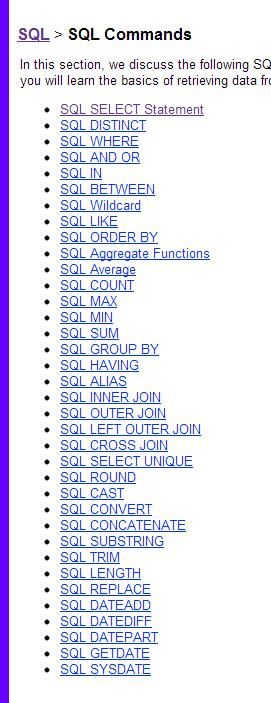 SQL > SQL Commands
In this section, we discuss the following SQ
you will learn the basics of retrieving data fr
SQL SELECT Statement
SQL DISTINCT
SQL WHERE
SQL AND OR
SQL IN
SQL BETWEEN
SQL Wildcard
SQL LIKE
SQL ORDER BY
SQL Aggregate Functions
SQL Average
SQL COUNT
SQL MAX
SQL MIN
SQL SUM
SQL GROUP BY
SQL HAVING
SQL ALIAS
SQL INNER JOIN
SQL OUTER JOIN
SQL LEFT OUTER JOIN
SQL CROSS JOIN
SQL SELECT UNIQUE
SQL ROUND
SQL CAST
SQL CONVERT
SQL CONCATENATE
SQL SUBSTRING
SQL TRIM
SQL LENGTH
SQL REPLACE
SQL DATEADD
SQL DATEDIFF
SQL DATEPART
SQL GETDATE
SQL SYSDATE